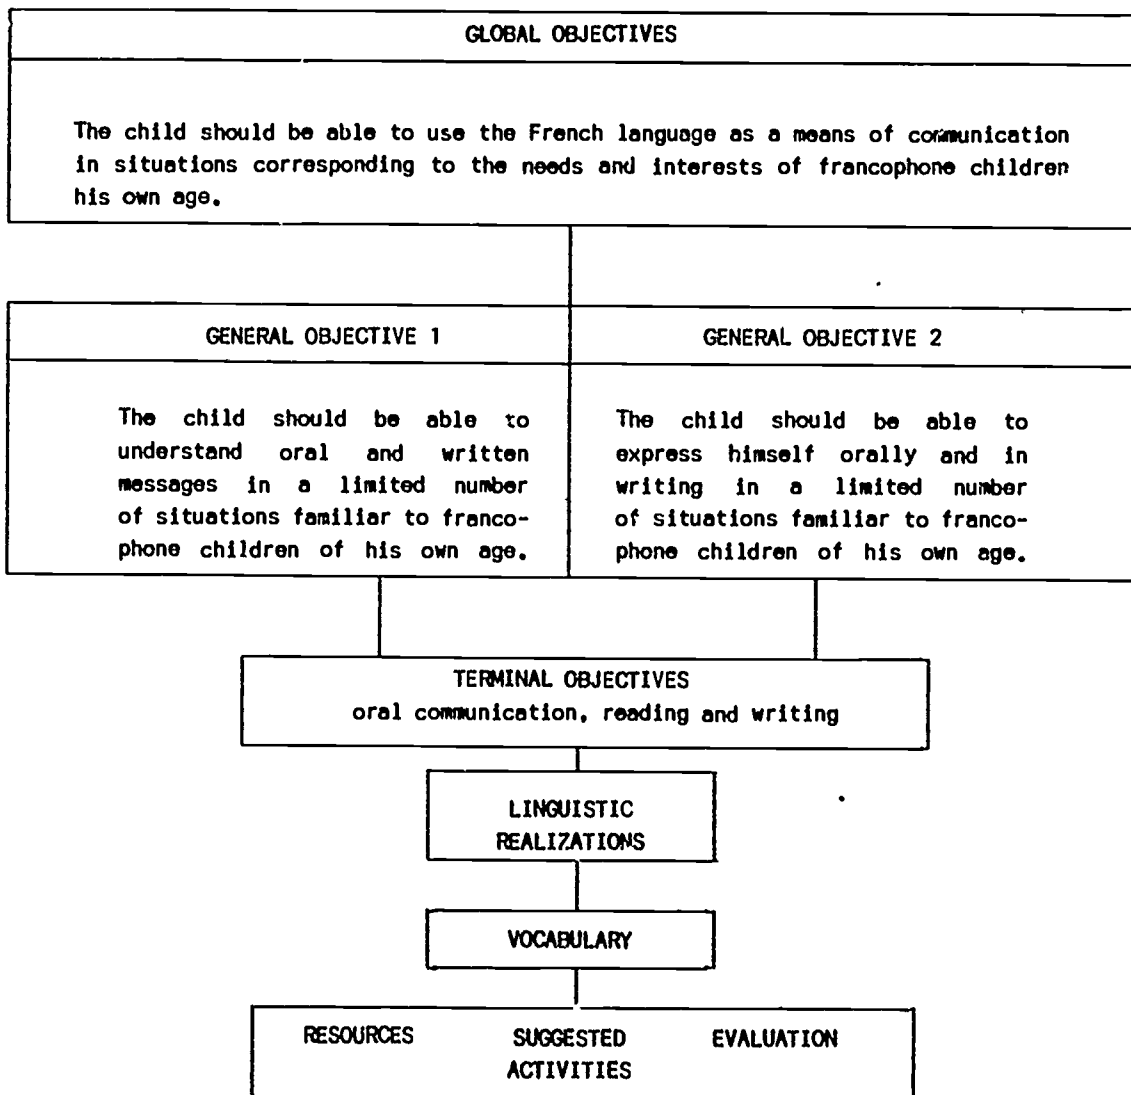 GLOBAL OBJECTIVES
The child should be able to use the French language as a means of communication
in situations corresponding to the needs and interests of francophone children
his own age.
GENERAL OBJECTIVE 1
The child should be able to
understand oral and written
messages in a limited number
of situations familiar to franco-
phone children of his own age.
GENERAL OBJECTIVE 2
The child should be able to
express himself orally and in
writing in a limited number
of situations familiar to franco-
phone children of his own age.
TERMINAL OBJECTIVES
oral communication, reading and writing
LINGUISTIC
REALIZATIONS
VOCABULARY
RESOURCES
SUGGESTED
ACTIVITIES
EVALUATION